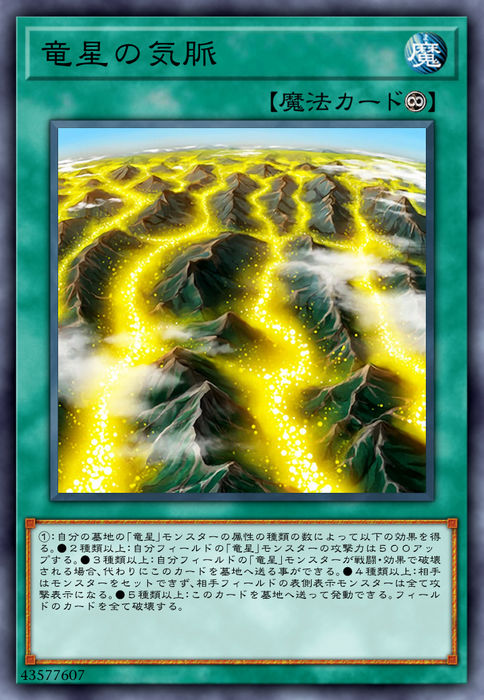 竜星の気脈
魔
【魔法カード♾】
①：自分の墓地の「竜星」モンスターの属性の種類の数によって以下の効果を得
る。●２種類以上：自分フィールドの「竜星」モンスターの攻撃力は５００アッ
プする。●３種類以上：自分フィールドの「竜星」モンスターが戦闘・効果で破壊
される場合、代わりにこのカードを墓地へ送る事ができる。●４種類以上：相手
はモンスターをセットできず、相手フィールドの表側表示モンスターは全て攻
撃表示になる。●５種類以上：このカードを墓地へ送って発動できる。フィール
ドのカードを全て破壊する。
43577607